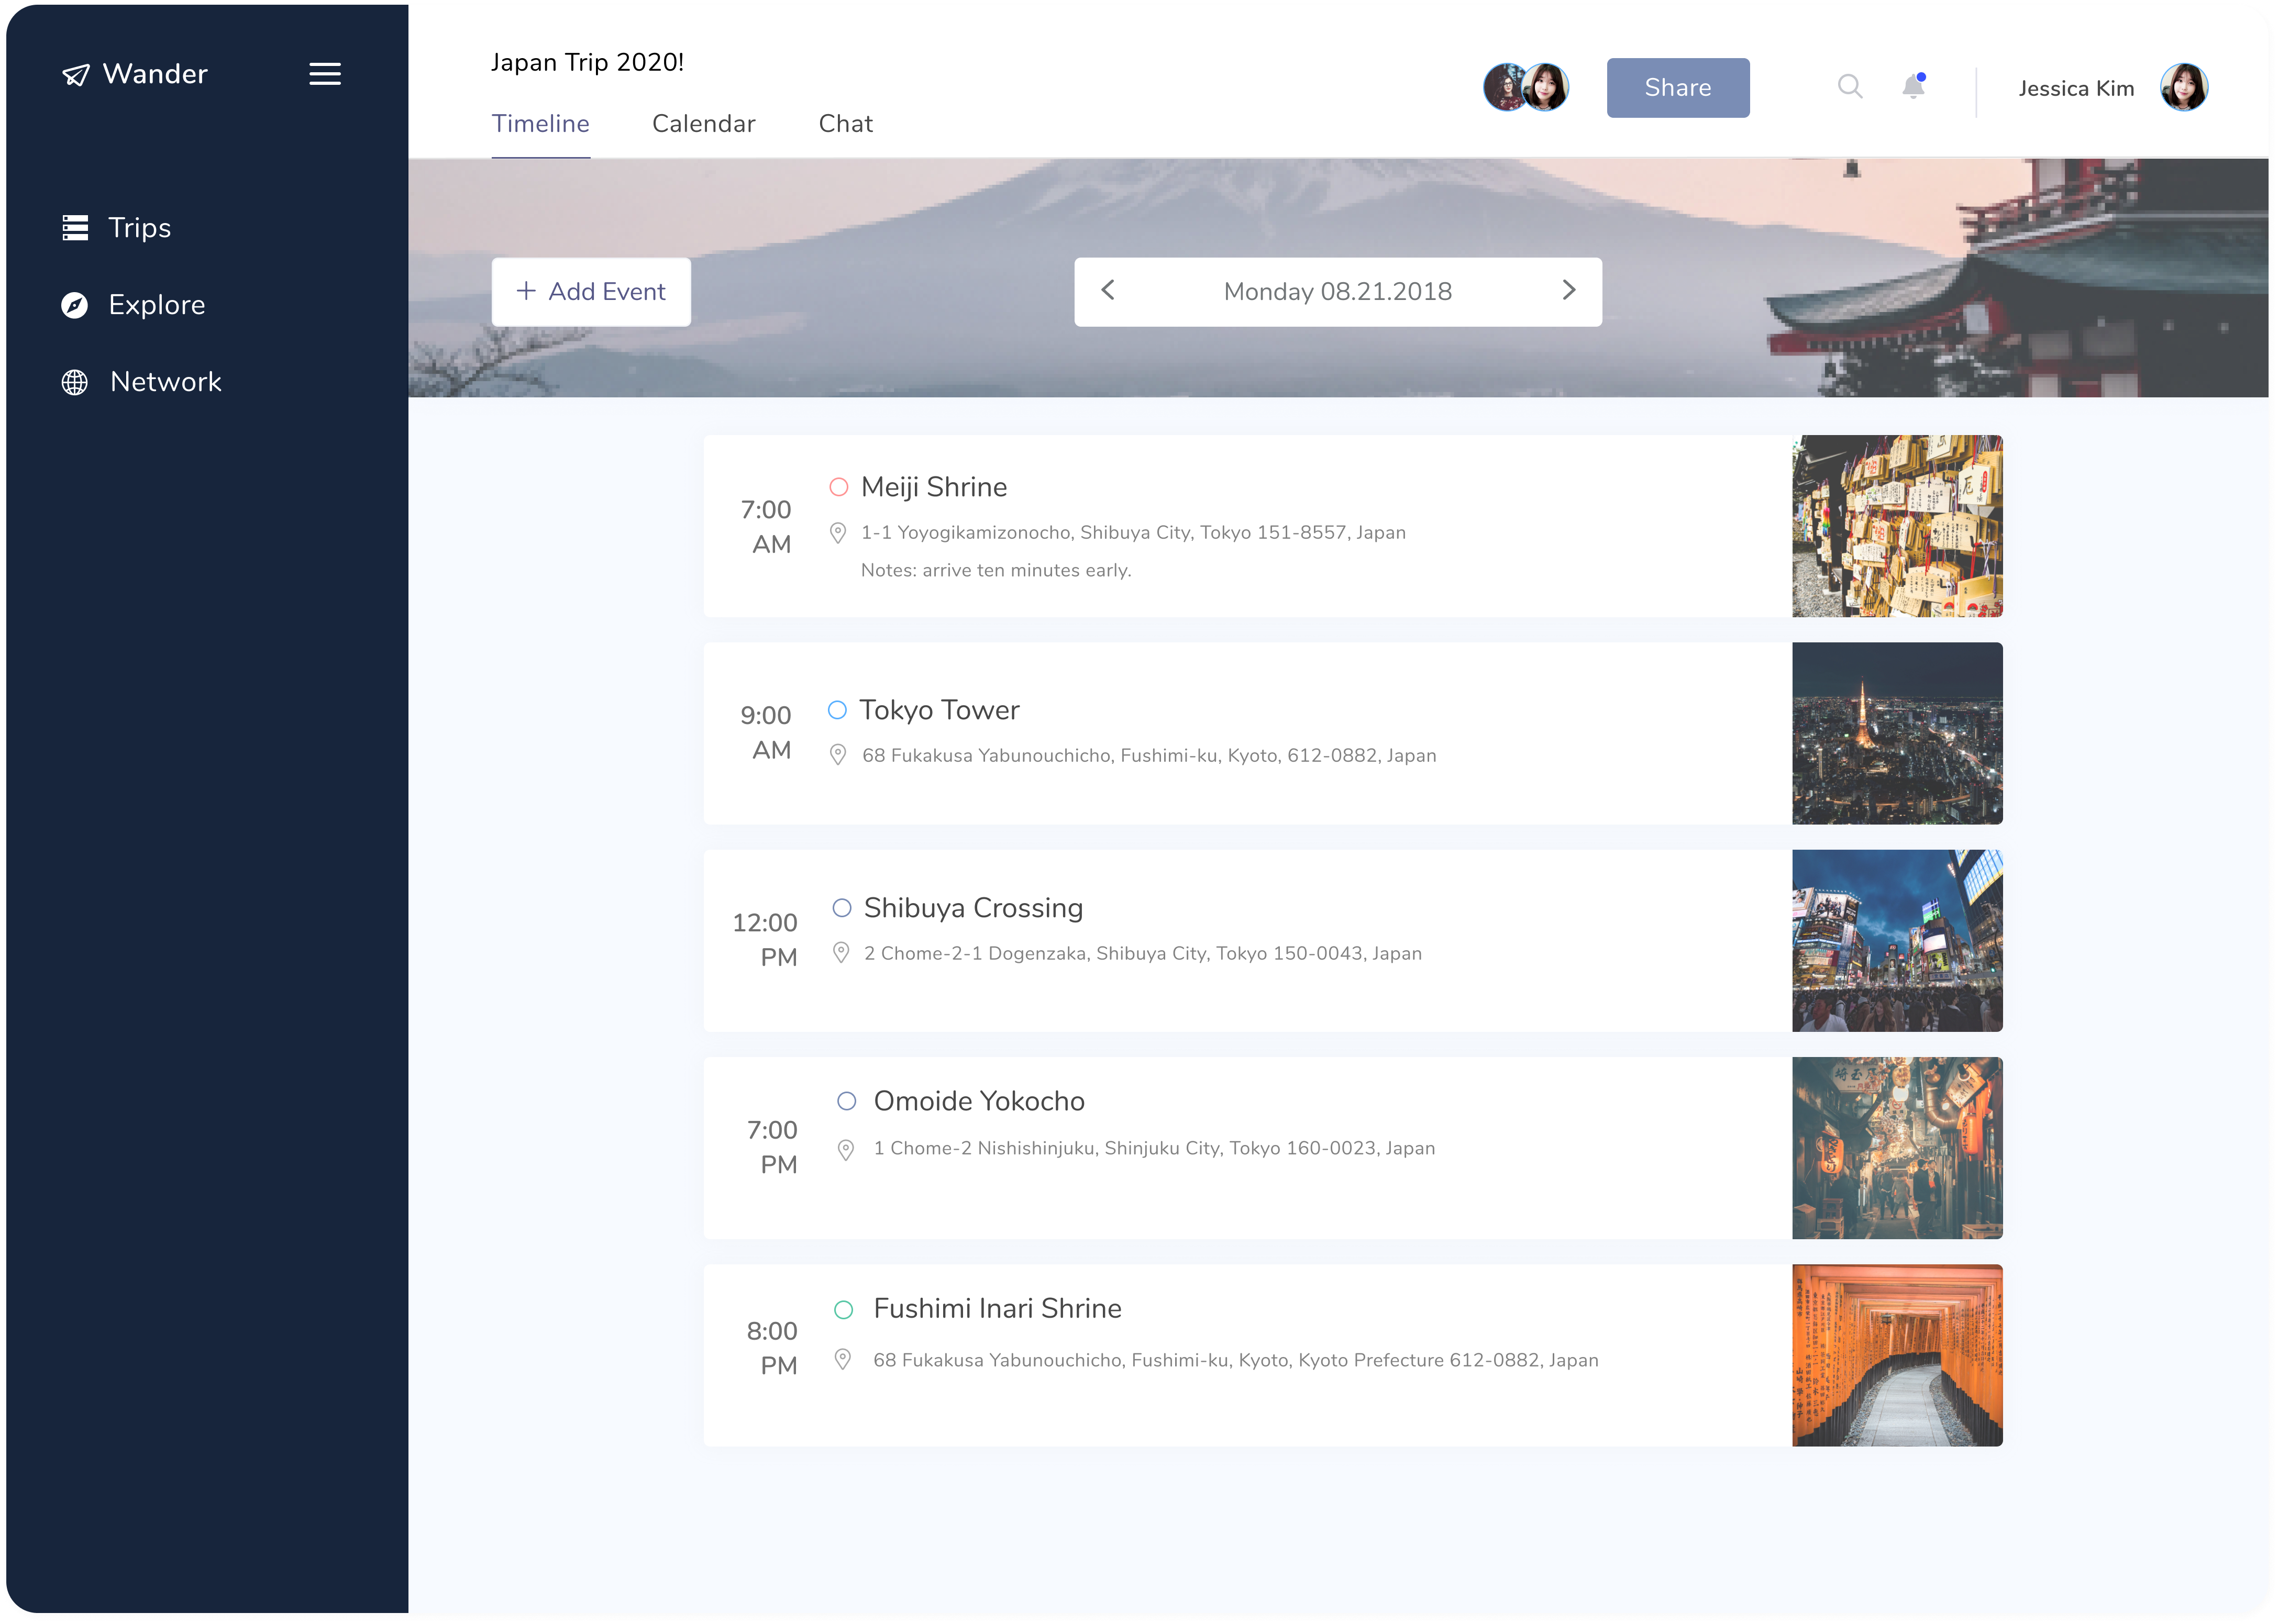 Wander
Trips
Explore
Network
Japan Trip 2020!
Timeline Calendar Chat
Share
Jessica Kim
+ Add Event
< Monday 08.21.2018 >
7:00
AM
Meiji Shrine
1-1 Yoyogikamizonocho, Shibuya City, Tokyo 151-8557, Japan
Notes: arrive ten minutes early.
9:00
AM
Tokyo Tower
68 Fukakusa Yabunouchicho, Fushimi-ku, Kyoto, 612-0882, Japan
12:00
PM
Shibuya Crossing
2 Chome-2-1 Dogenzaka, Shibuya City, Tokyo 150-0043, Japan
7:00
PM
Omoide Yokocho
1 Chome-2 Nishishinjuku, Shinjuku City, Tokyo 160-0023, Japan
8:00
PM
Fushimi Inari Shrine
68 Fukakusa Yabunouchicho, Fushimi-ku, Kyoto, Kyoto Prefecture 612-0882, Japan